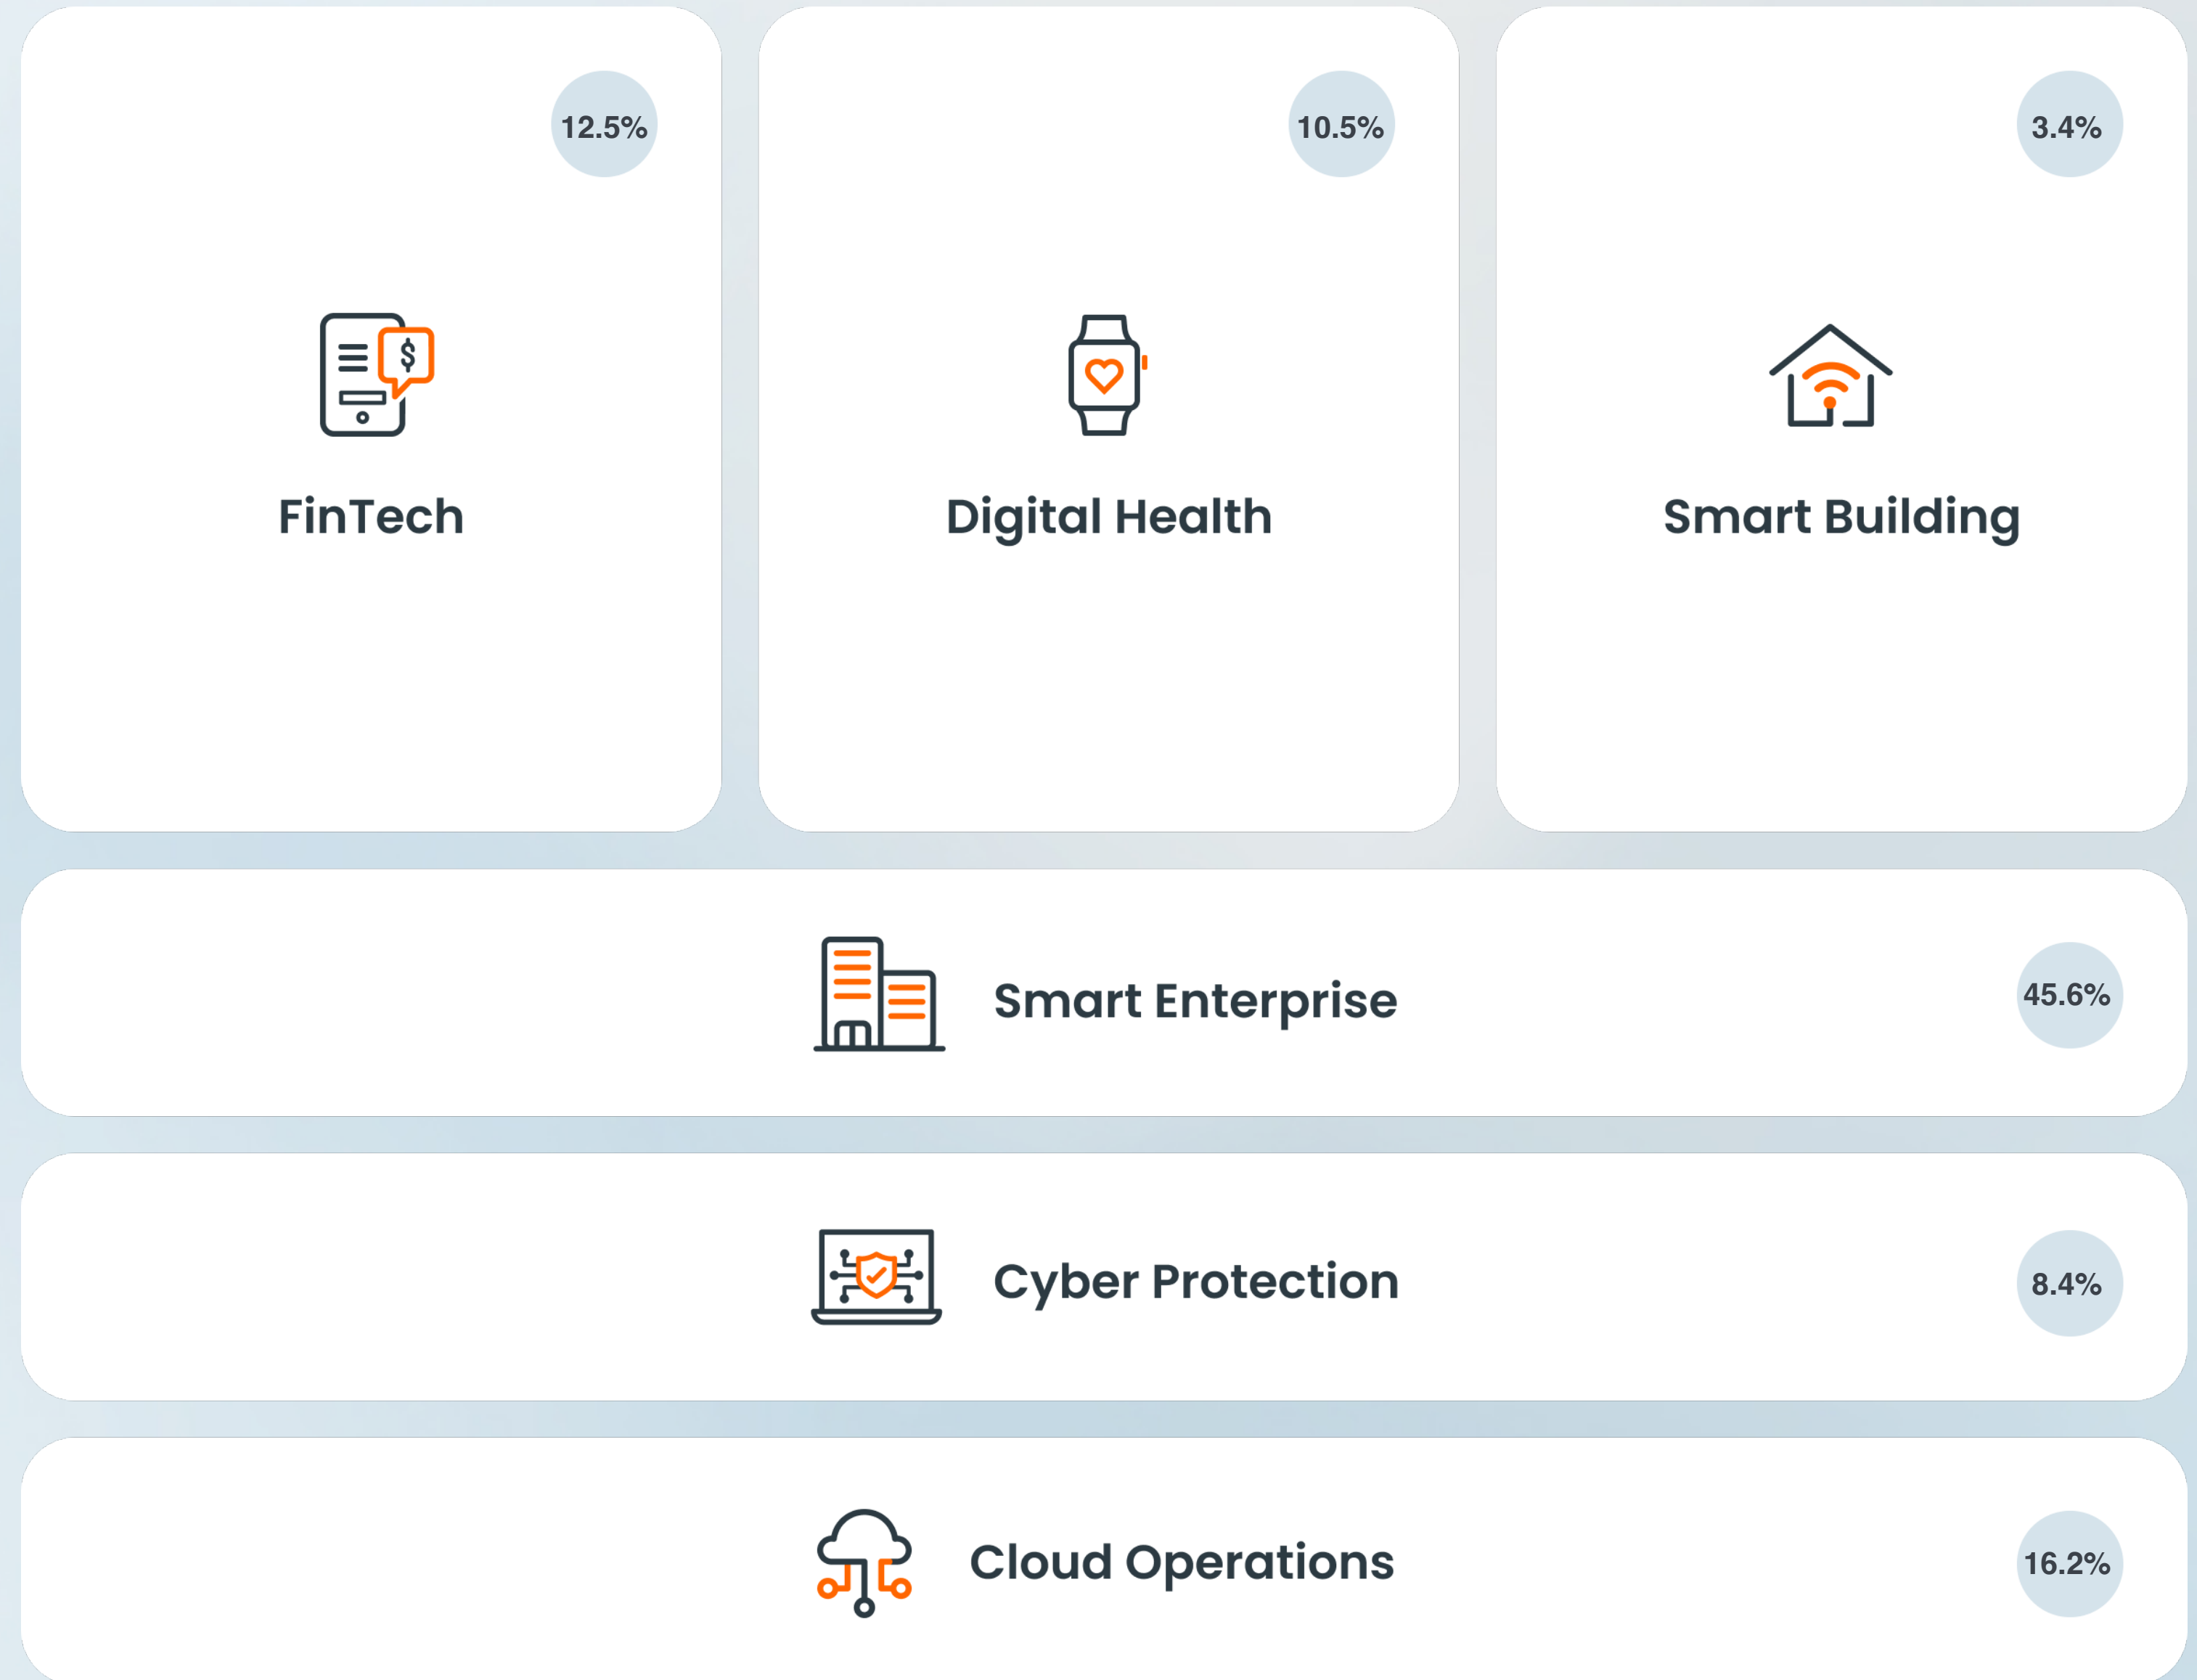 12.5%
FinTech
10.5%
Digital Health
3.4%
Smart Building
Smart Enterprise
45.6%
Cyber Protection
8.4%
Cloud Operations
16.2%
$